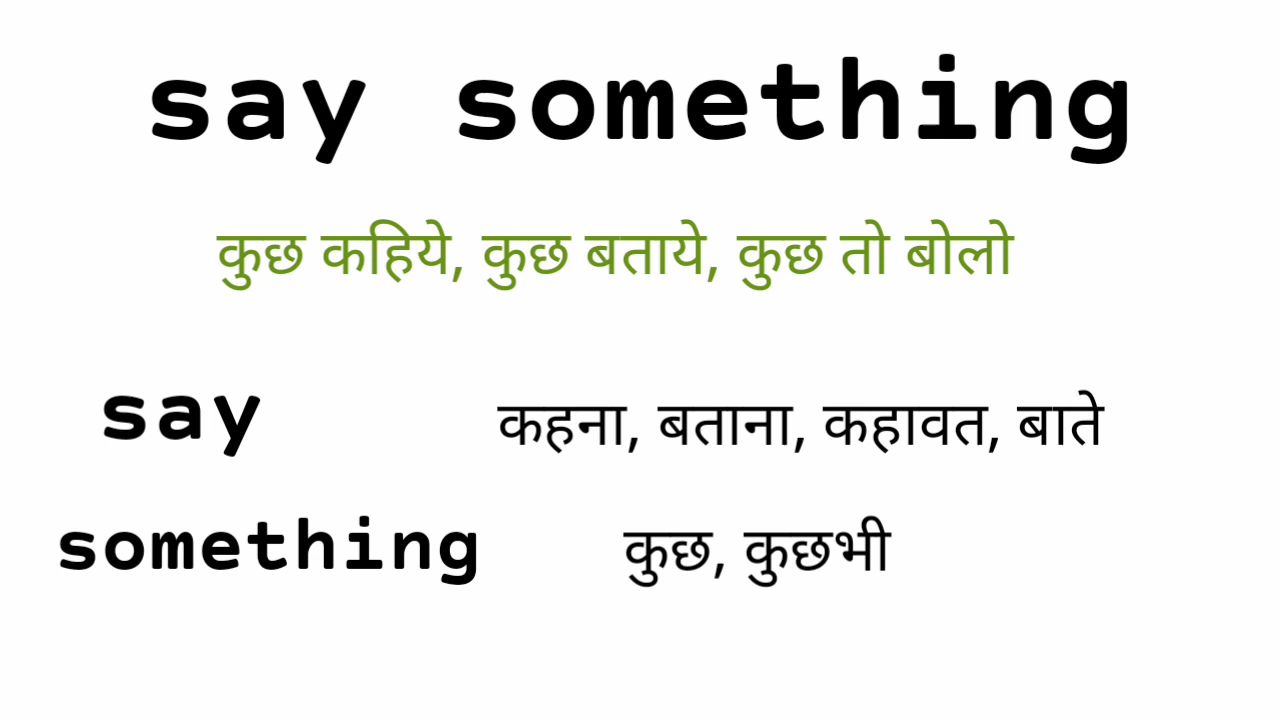 say something
कुछ कहिये, कुछ बताये, कुछ तो बोलो
say कहना, बताना, कहावत, बाते
something कुछ, कुछभी